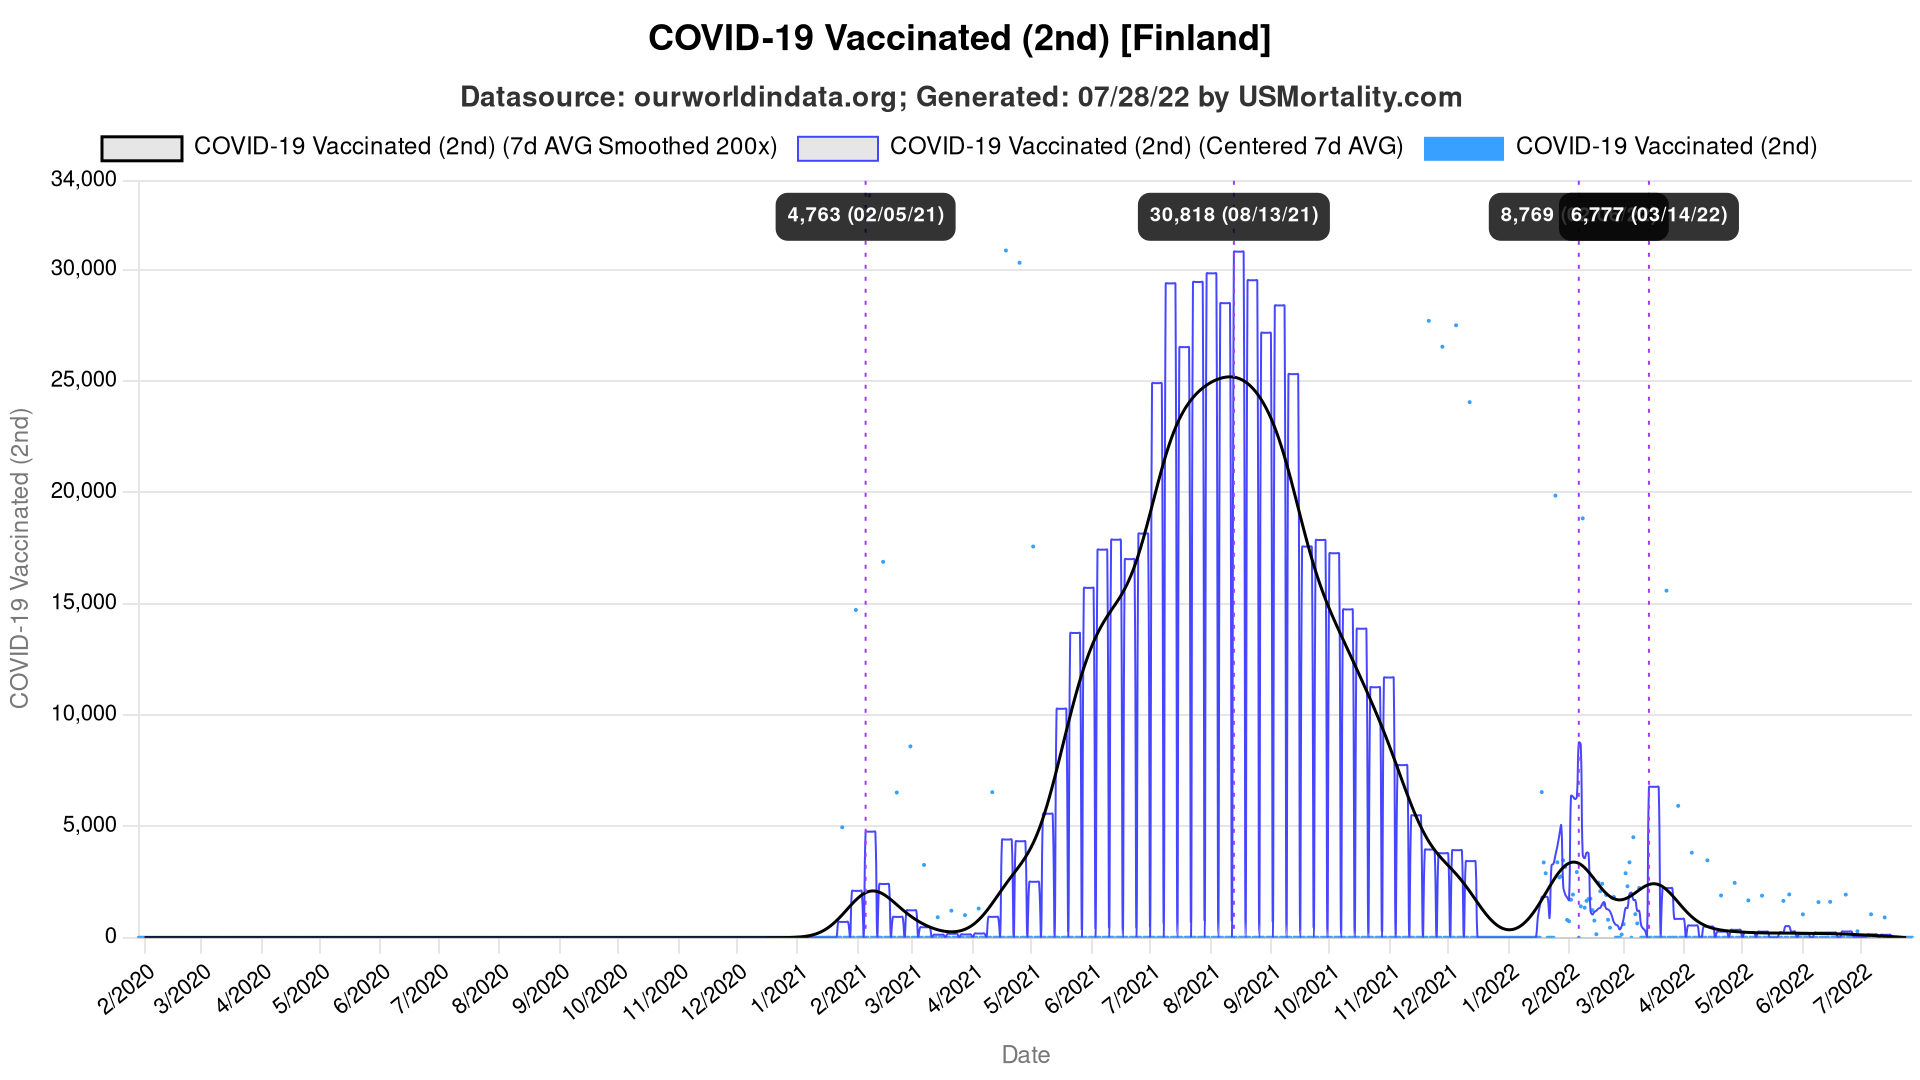 COVID-19 Vaccinated (2nd) [Finland]
Datasource: ourworldindata.org; Generated: 07/28/22 by USMortality.com
COVID-19 Vaccinated (2nd) (7d AVG Smoothed 200x) COVID-19 Vaccinated (2nd) (Centered 7d AVG) COVID-19 Vaccinated (2nd)
34,000
4,763 (02/05/21) 30,818 (08/13/21) 8,769 6,777 (03/14/22)
30,000
25,000
20,000
15,000
10,000
5,000
0
COVID-19 Vaccinated (2nd)
2/2020 3/2020 4/2020 5/2020 6/2020 7/2020 8/2020 9/2020 10/2020 11/2020 12/2020 1/2021 2/2021 3/2021 4/2021 5/2021 6/2021 7/2021 8/2021 9/2021 10/2021 11/2021 12/2021 1/2022 2/2022 3/2022 4/2022 5/2022 6/2022 7/2022
Date